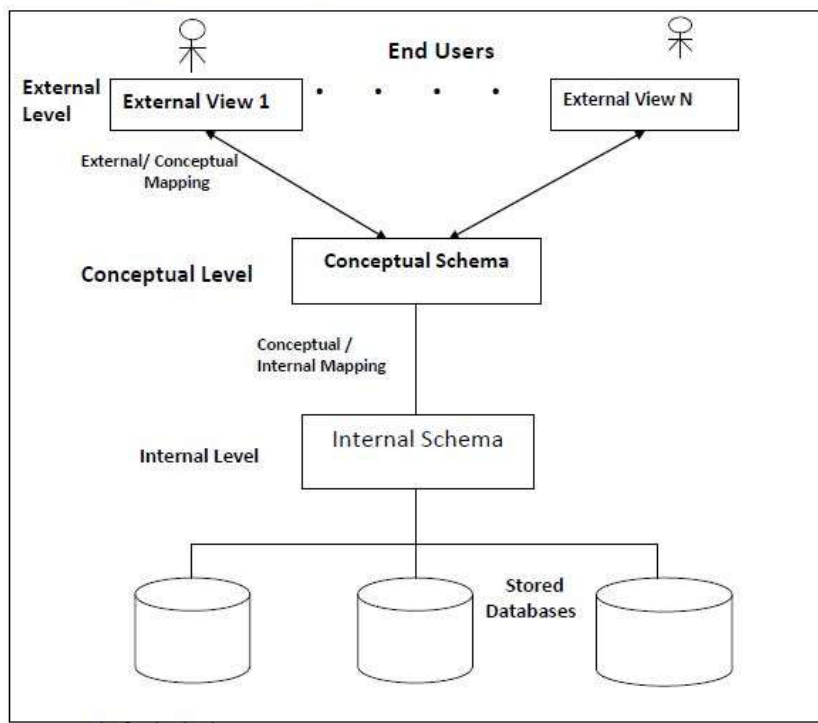 End Users
External
Level
External View 1
. . . .
External View N
External/ Conceptual
Mapping
Conceptual Level
Conceptual Schema
Conceptual /
Internal Mapping
Internal Level
Internal Schema
Stored
Databases